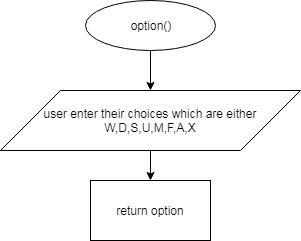 option()
user enter their choices which are either
W,D,S,U,M,F,A,X
return option